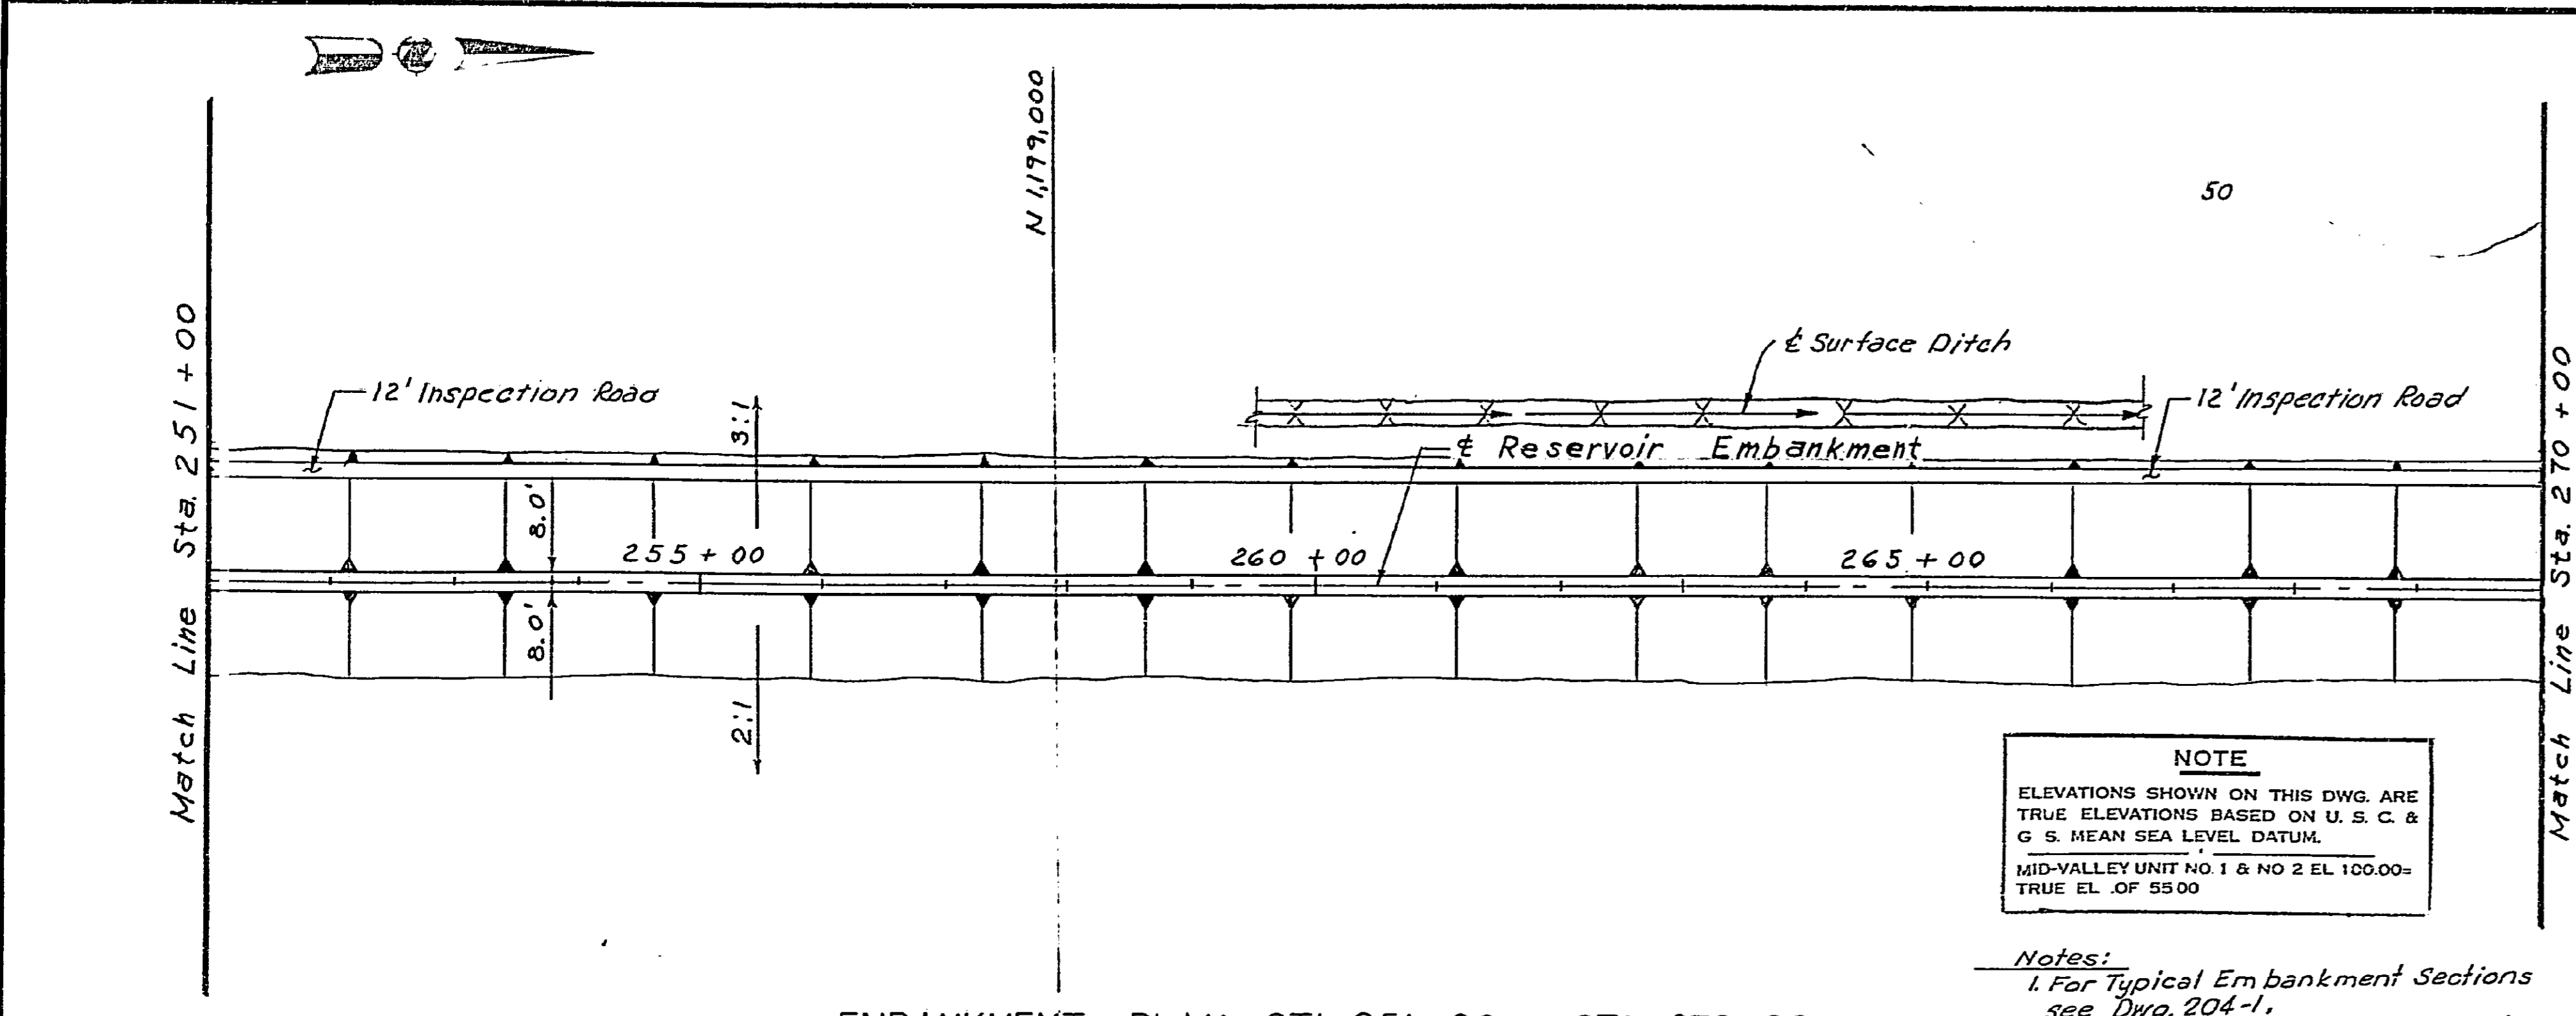 N 1,199,000
50
Match Line Sta. 251+00
12' Inspection Road
3:1
℄ Surface Ditch
12' Inspection Road
℄ Reservoir Embankment
8.0'
255+00
260+00
265+00
8.0'
2:1
Match Line Sta. 270+00
NOTE
ELEVATIONS SHOWN ON THIS DWG. ARE
TRUE ELEVATIONS BASED ON U. S. C. &
G S. MEAN SEA LEVEL DATUM.
MID-VALLEY UNIT NO. 1 & NO 2 EL 100.00=
TRUE EL .OF 5500
Notes:
1. For Typical Embankment Sections
see Dwg. 204-1.